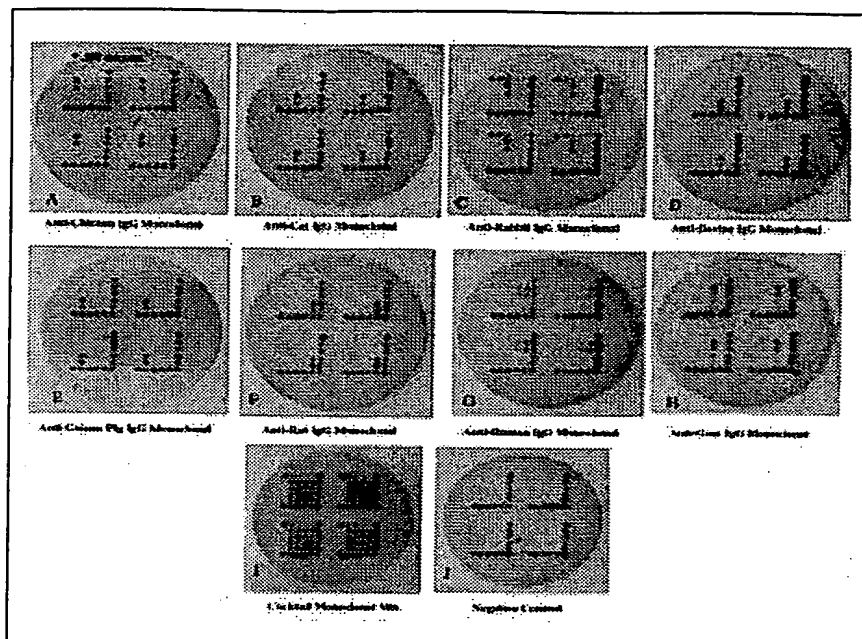 A
B
C
D
Anti-Chicken IgG Monoclonal
Anti-Cat IgG Monoclonal
Anti-Rabbit IgG Monoclonal
Anti-Bovine IgG Monoclonal
E
F
G
H
Anti-Guinea Pig IgG Monoclonal
Anti-Rat IgG Monoclonal
Anti-Human IgG Monoclonal
Anti-Goat IgG Monoclonal
I
J
Cocktail Monoclonal Mix.
Negative Control